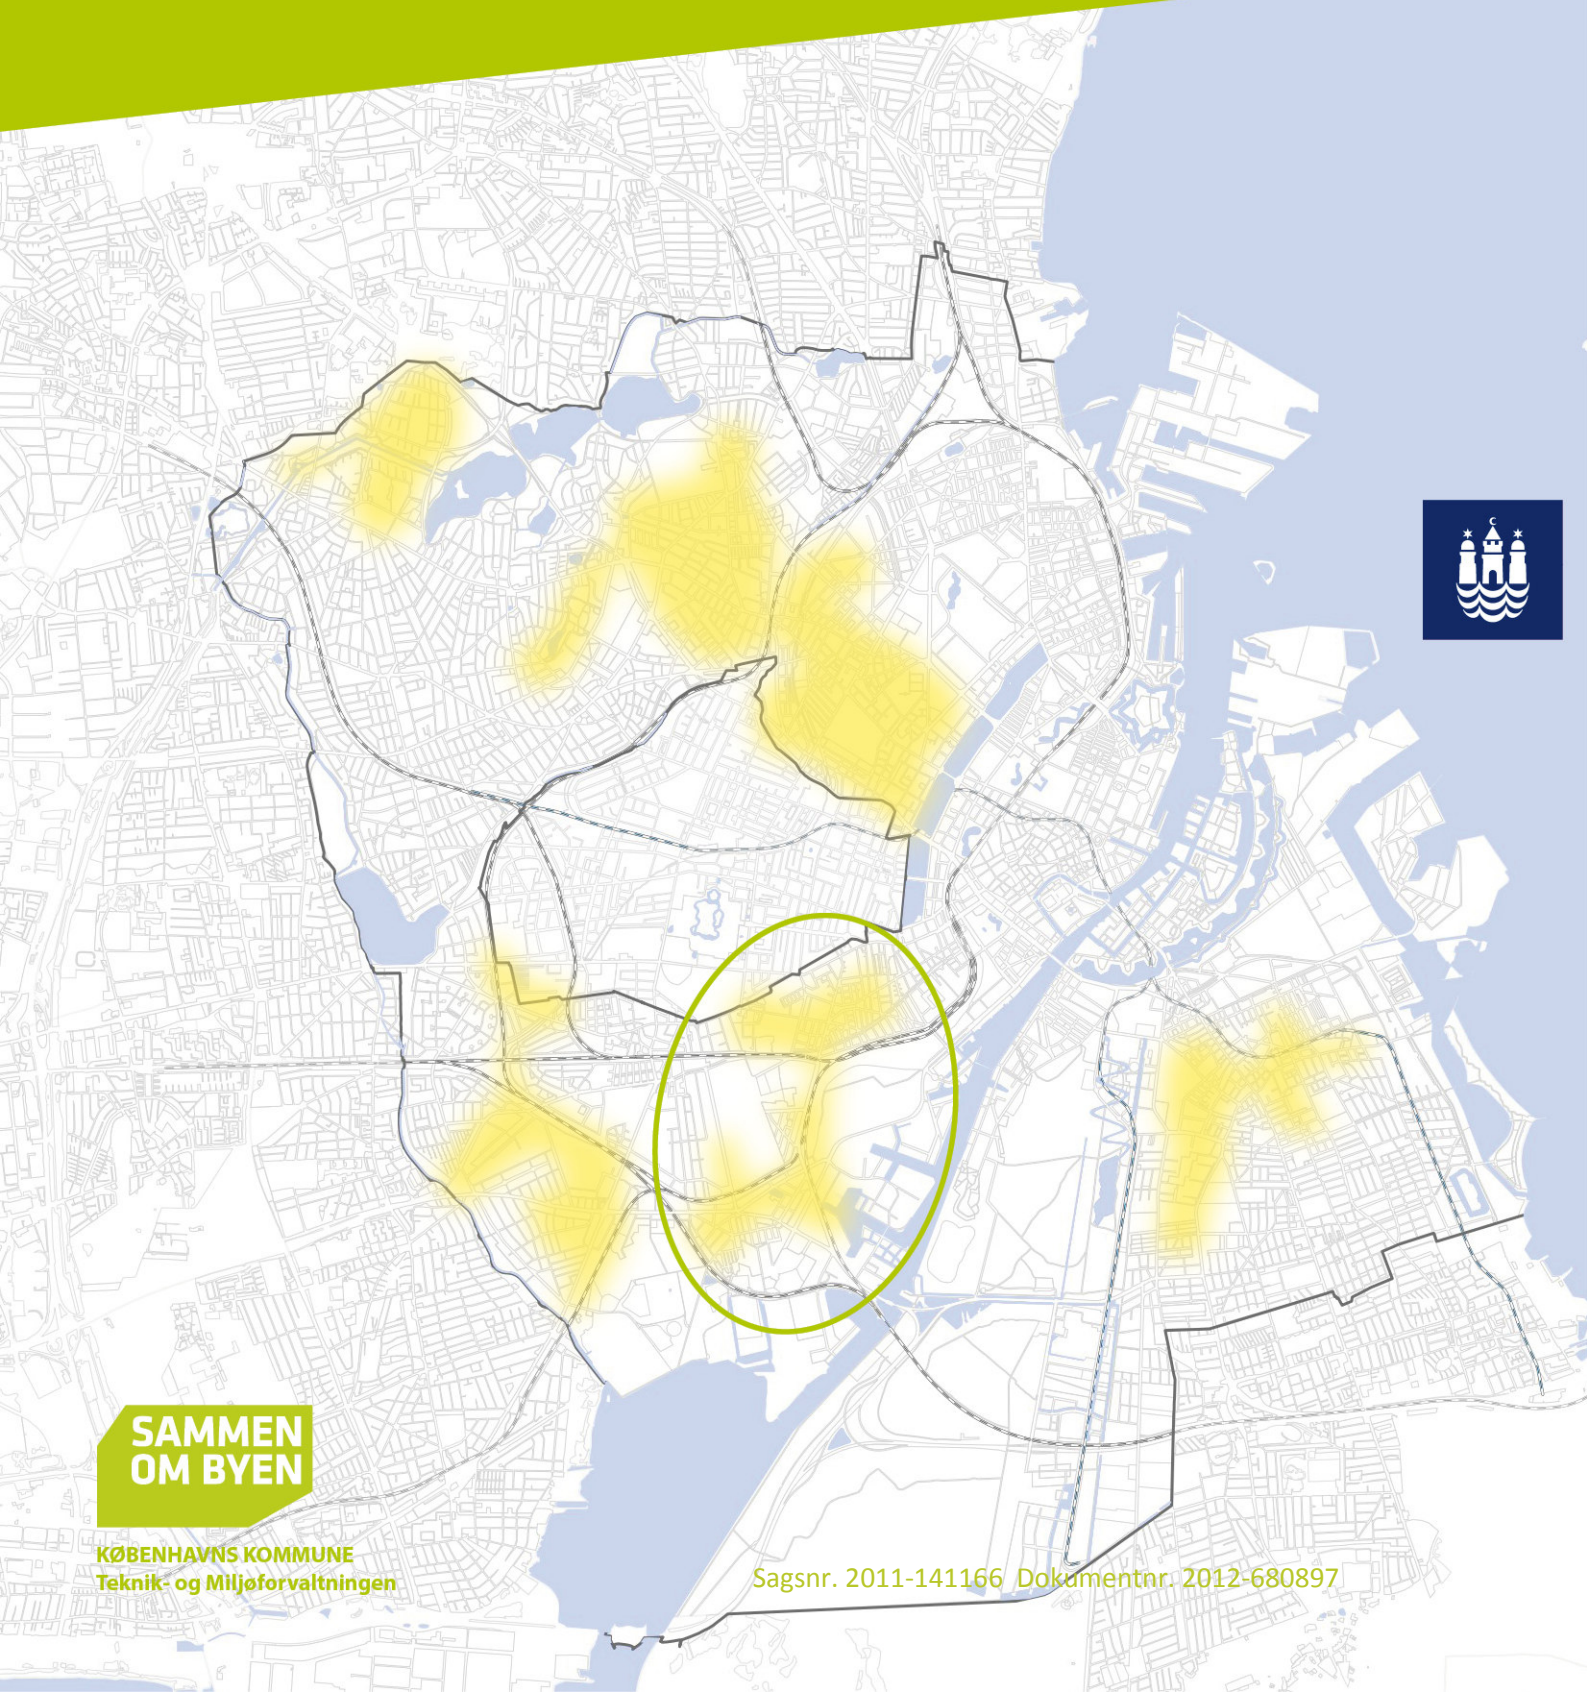 SAMMEN
OM BYEN
KØBENHAVNS KOMMUNE
Teknik- og Miljøforvaltningen
Sagsnr. 2011-141166 Dokumentnr. 2012-680897